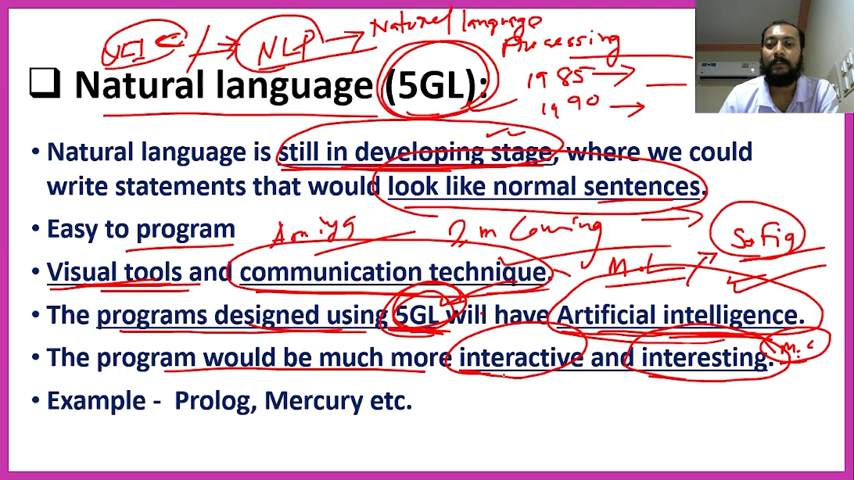 NLP → Natural language
Processing
1985 →
1990 →
❑ Natural language (5GL):
• Natural language is still in developing stage, where we could
write statements that would look like normal sentences.
• Easy to program
I'm Coming
• Visual tools and communication technique.
• The programs designed using 5GL will have Artificial intelligence.
• The program would be much more interactive and interesting.
• Example - Prolog, Mercury etc.